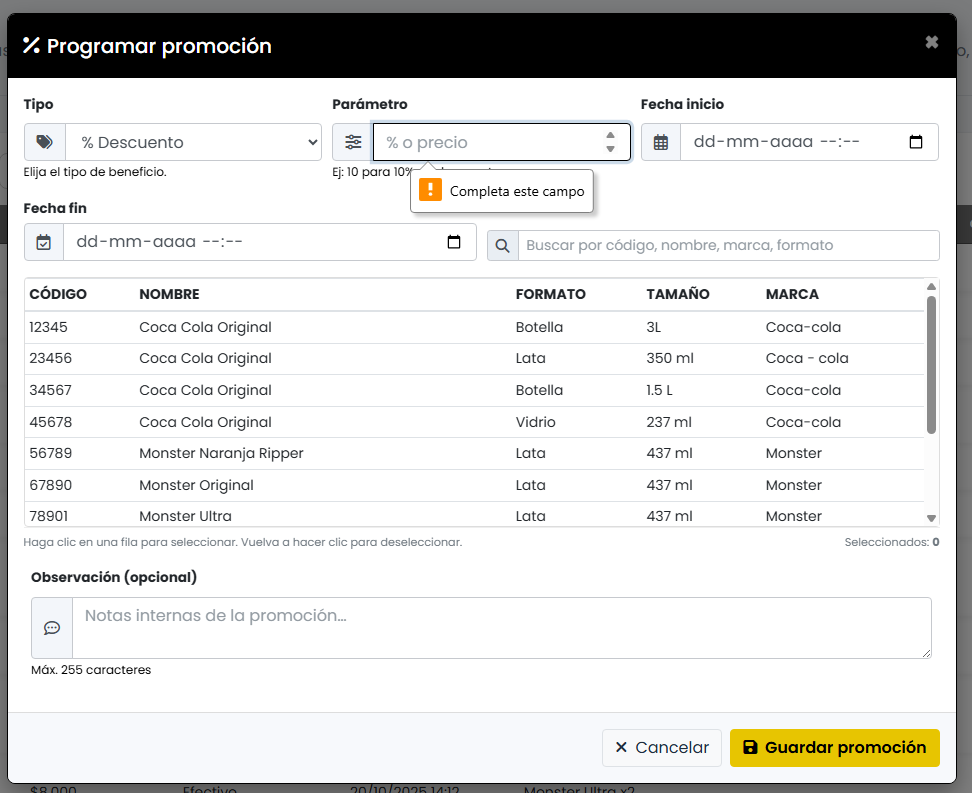 Programar promoción
Tipo
Parámetro
Fecha inicio
% Descuento
% o precio
dd-mm-aaaa --:--
Elija el tipo de beneficio.
Ej: 10 para 10%
Completa este campo
Fecha fin
dd-mm-aaaa --:--
Buscar por código, nombre, marca, formato
CÓDIGO NOMBRE FORMATO TAMAÑO MARCA
12345 Coca Cola Original Botella 3L Coca-cola
23456 Coca Cola Original Lata 350 ml Coca - cola
34567 Coca Cola Original Botella 1.5 L Coca-cola
45678 Coca Cola Original Vidrio 237 ml Coca-cola
56789 Monster Naranja Ripper Lata 437 ml Monster
67890 Monster Original Lata 437 ml Monster
78901 Monster Ultra Lata 437 ml Monster
Haga clic en una fila para seleccionar. Vuelva a hacer clic para deseleccionar.
Seleccionados: 0
Observación (opcional)
Notas internas de la promoción...
Máx. 255 caracteres
Cancelar
Guardar promoción
$8.000 Efectivo 20/10/2025 14:12 Monster Ultra x2